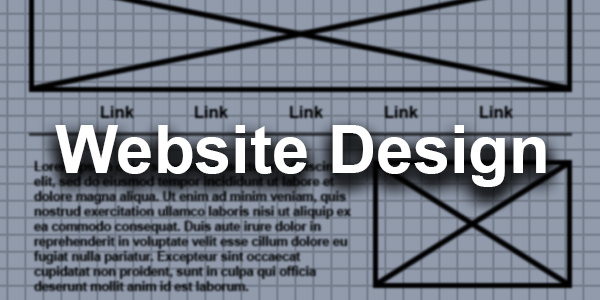 Link Link Link Link Link
Website Design
elit, sed do eiusmod tempor incididunt ut labore et
dolore magna aliqua. Ut enim ad minim veniam, quis
nostrud exercitation ullamco laboris nisi ut aliquip ex
ea commodo consequat. Duis aute irure dolor in
reprehenderit in voluptate velit esse cillum dolore eu
fugiat nulla pariatur. Excepteur sint occaecat
cupidatat non proident, sunt in culpa qui officia
deserunt mollit anim id est laborum.